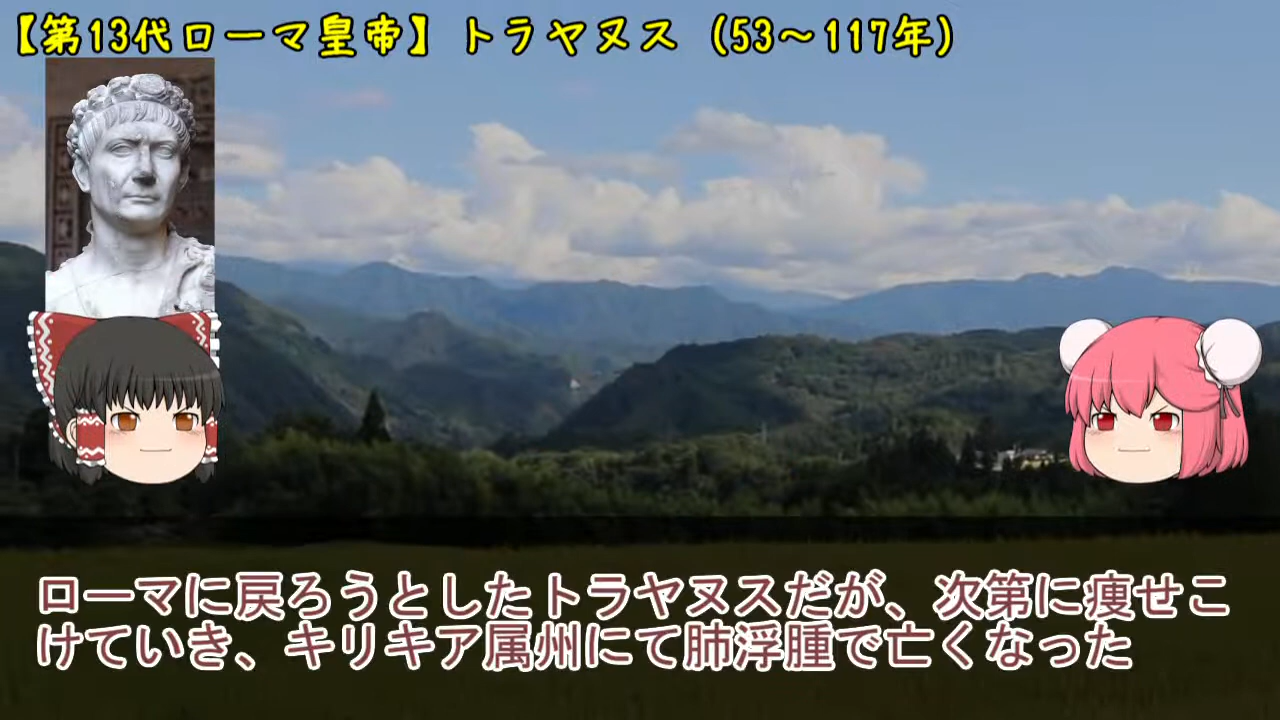 【第13代ローマ皇帝】トラヤヌス（53～117年）
ローマに戻ろうとしたトラヤヌスだが、次第に痩せこ
けていき、キリキア属州にて肺浮腫で亡くなった